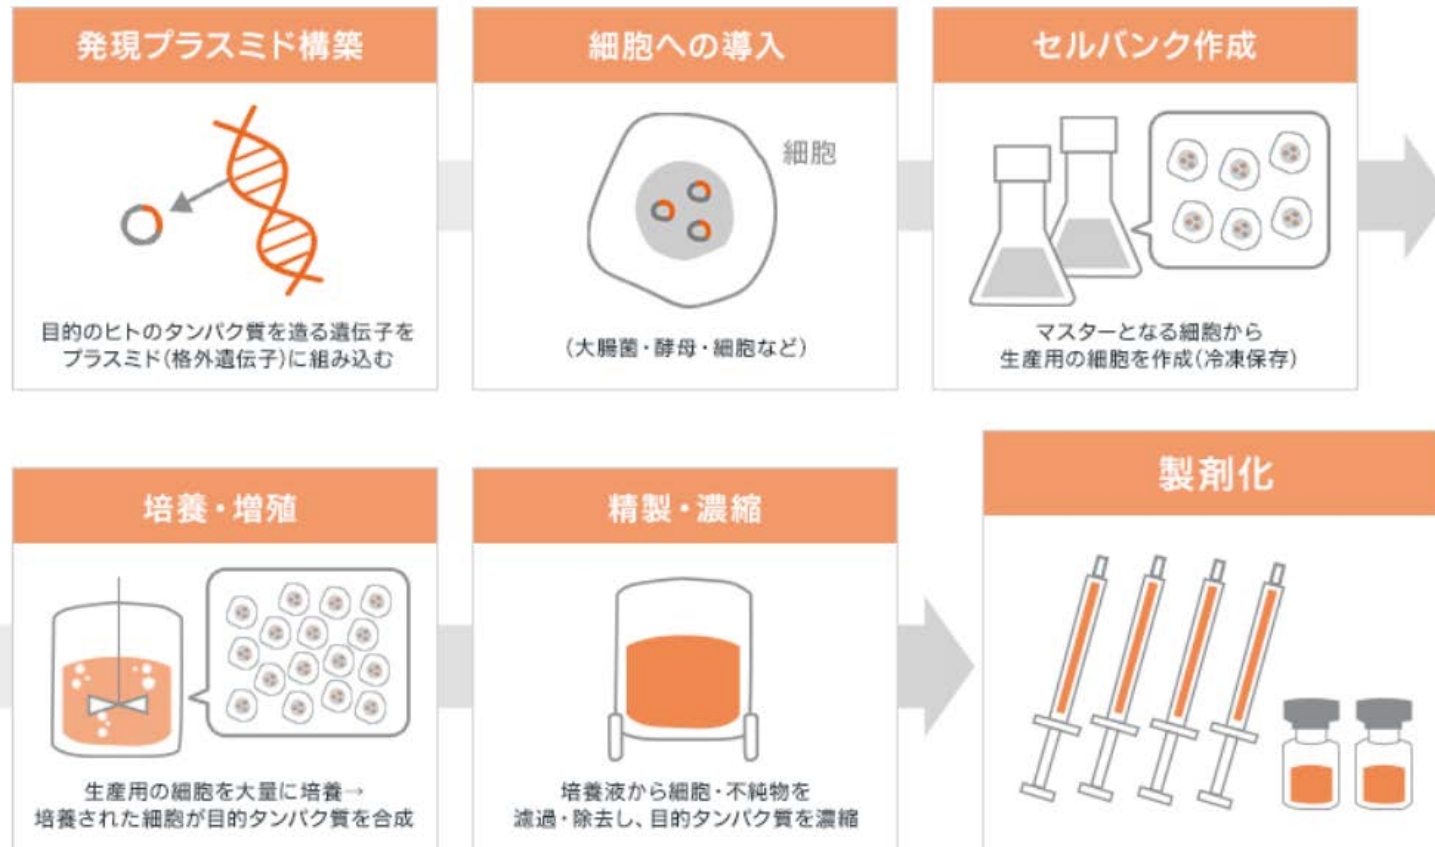 発現プラスミド構築
目的のヒトのタンパク質を造る遺伝子を
プラスミド(格外遺伝子)に組み込む
細胞への導入
細胞
(大腸菌・酵母・細胞など)
セルバンク作成
マスターとなる細胞から
生産用の細胞を作成(冷凍保存)
培養・増殖
生産用の細胞を大量に培養→
培養された細胞が目的タンパク質を合成
精製・濃縮
培養液から細胞・不純物を
濾過・除去し、目的タンパク質を濃縮
製剤化